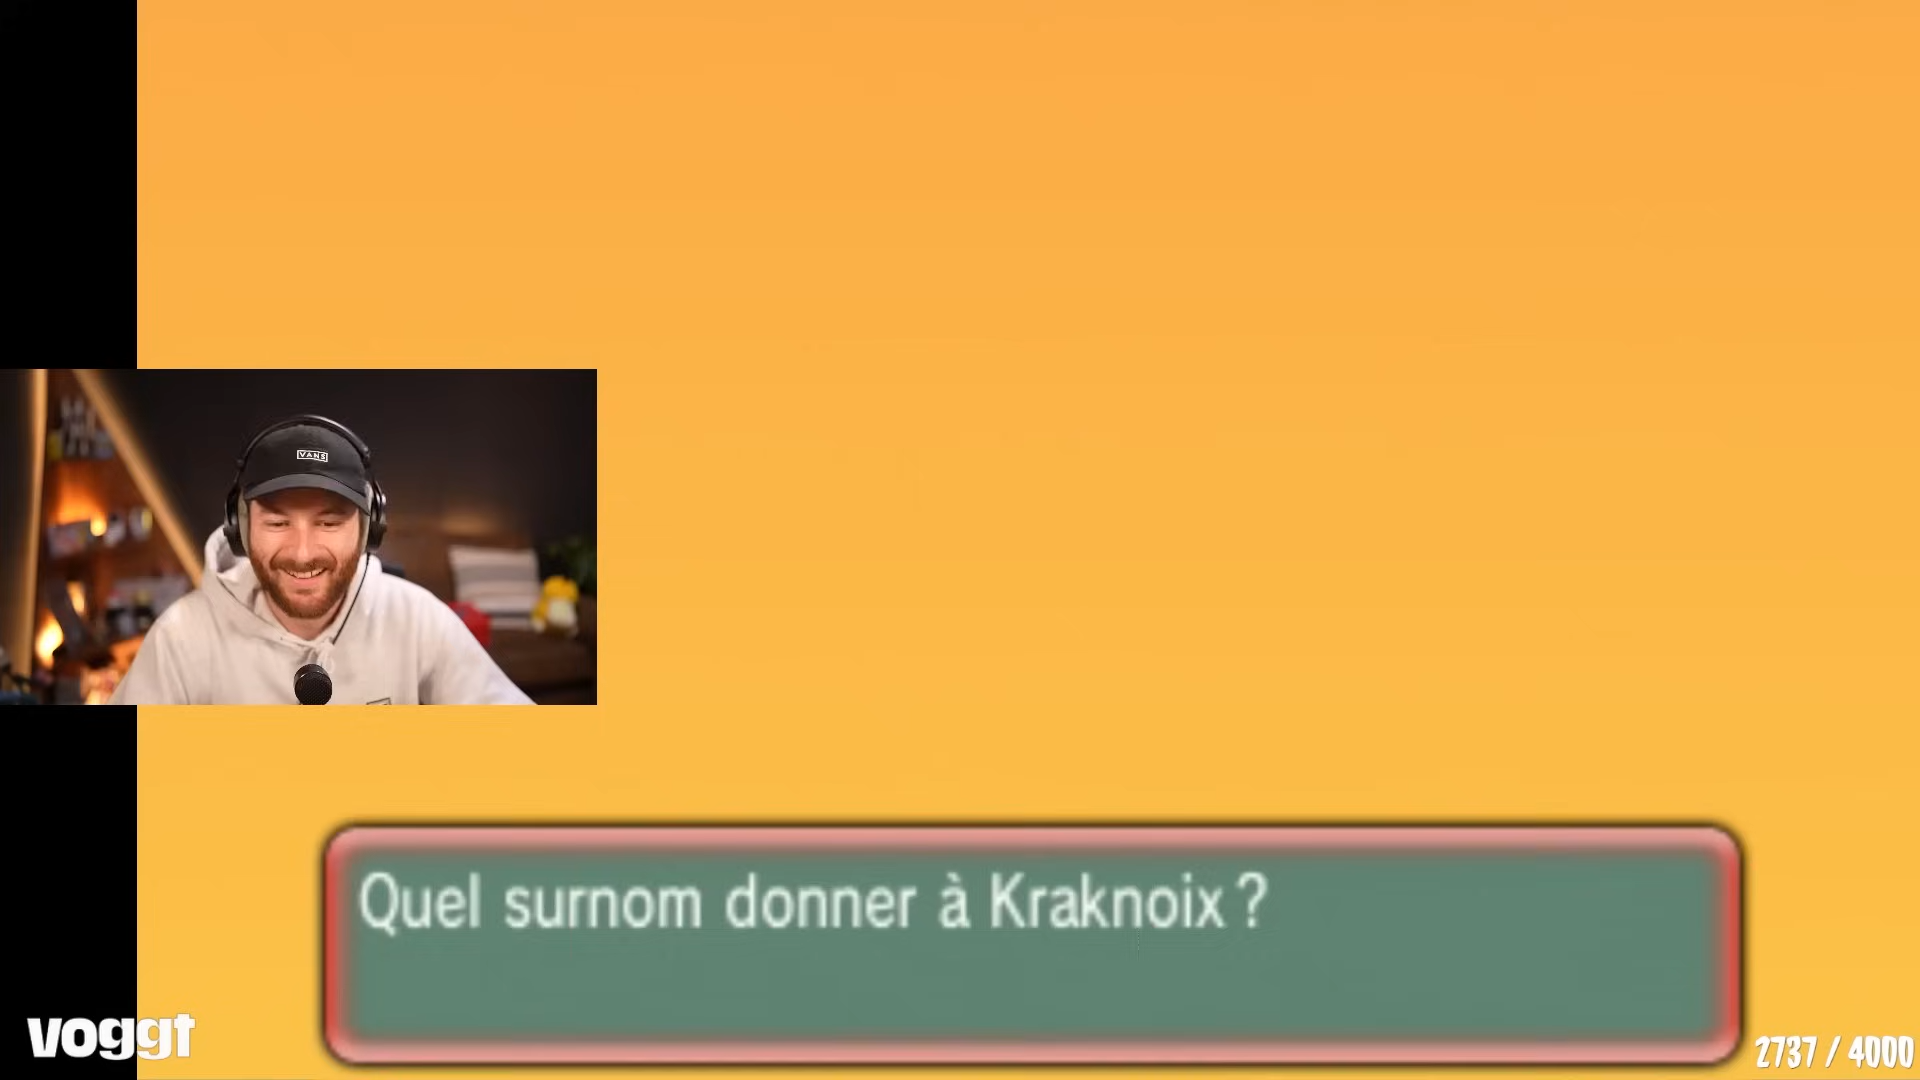 VANS
Quel surnom donner à Kraknoix ?
voggt
2737 / 4000